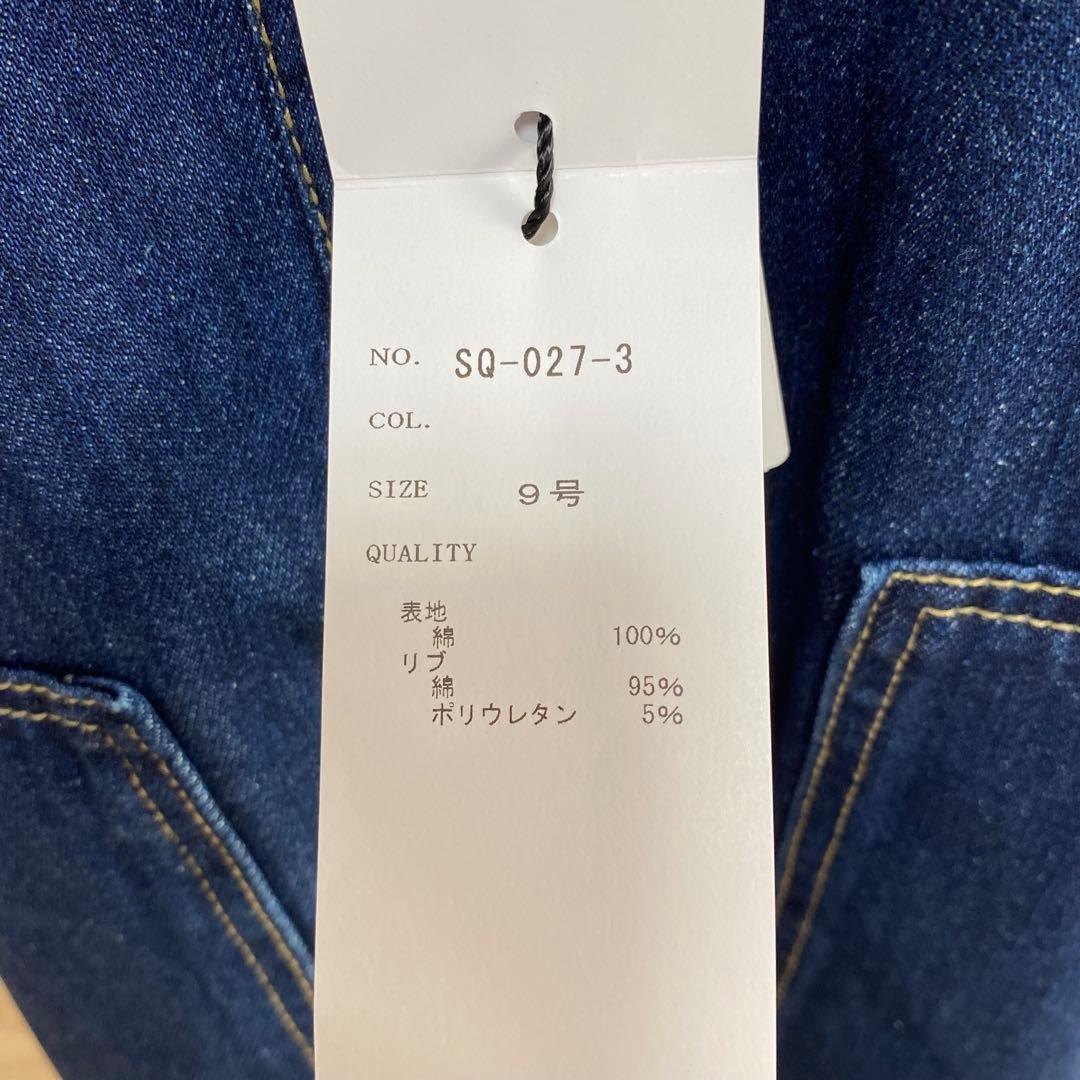 NO. SQ-027-3
COL.
SIZE 9号
QUALITY
表地
綿 100%
リブ
綿 95%
ポリウレタン 5%